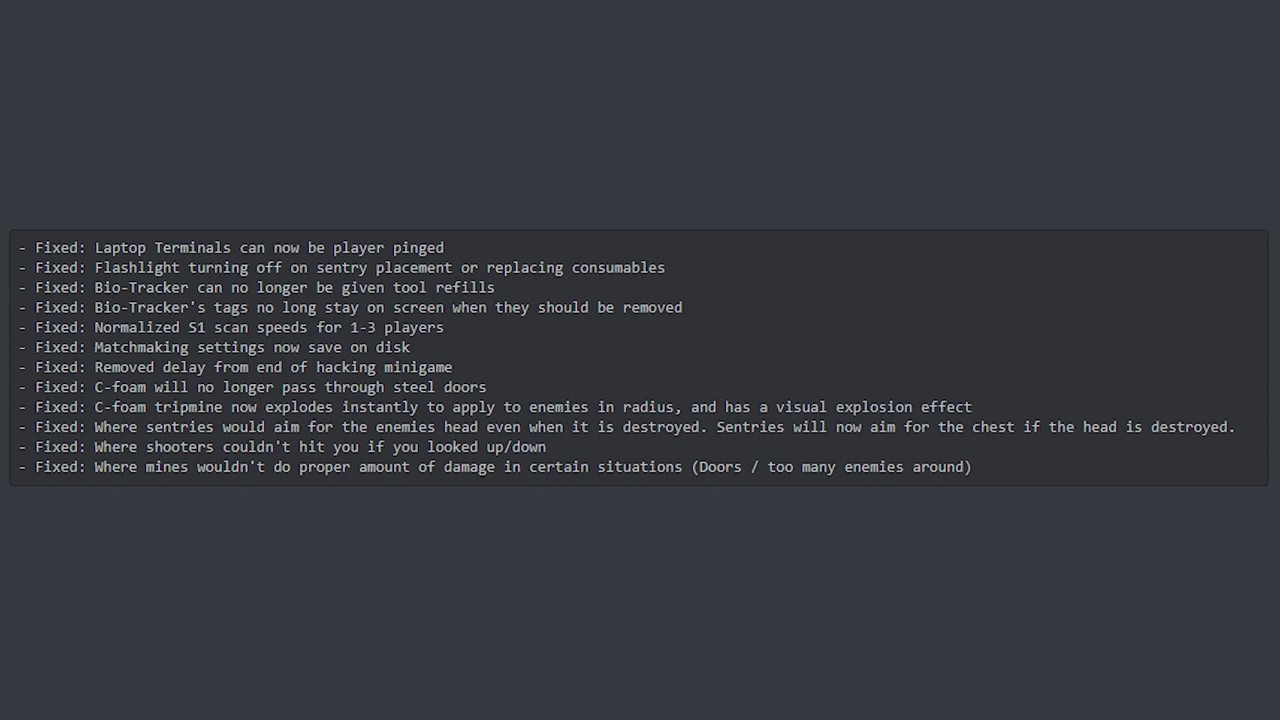 - Fixed: Laptop Terminals can now be player pinged
- Fixed: Flashlight turning off on sentry placement or replacing consumables
- Fixed: Bio-Tracker can no longer be given tool refills
- Fixed: Bio-Tracker's tags no long stay on screen when they should be removed
- Fixed: Normalized S1 scan speeds for 1-3 players
- Fixed: Matchmaking settings now save on disk
- Fixed: Removed delay from end of hacking minigame
- Fixed: C-foam will no longer pass through steel doors
- Fixed: C-foam tripmine now explodes instantly to apply to enemies in radius, and has a visual explosion effect
- Fixed: Where sentries would aim for the enemies head even when it is destroyed. Sentries will now aim for the chest if the head is destroyed.
- Fixed: Where shooters couldn't hit you if you looked up/down
- Fixed: Where mines wouldn't do proper amount of damage in certain situations (Doors / too many enemies around)